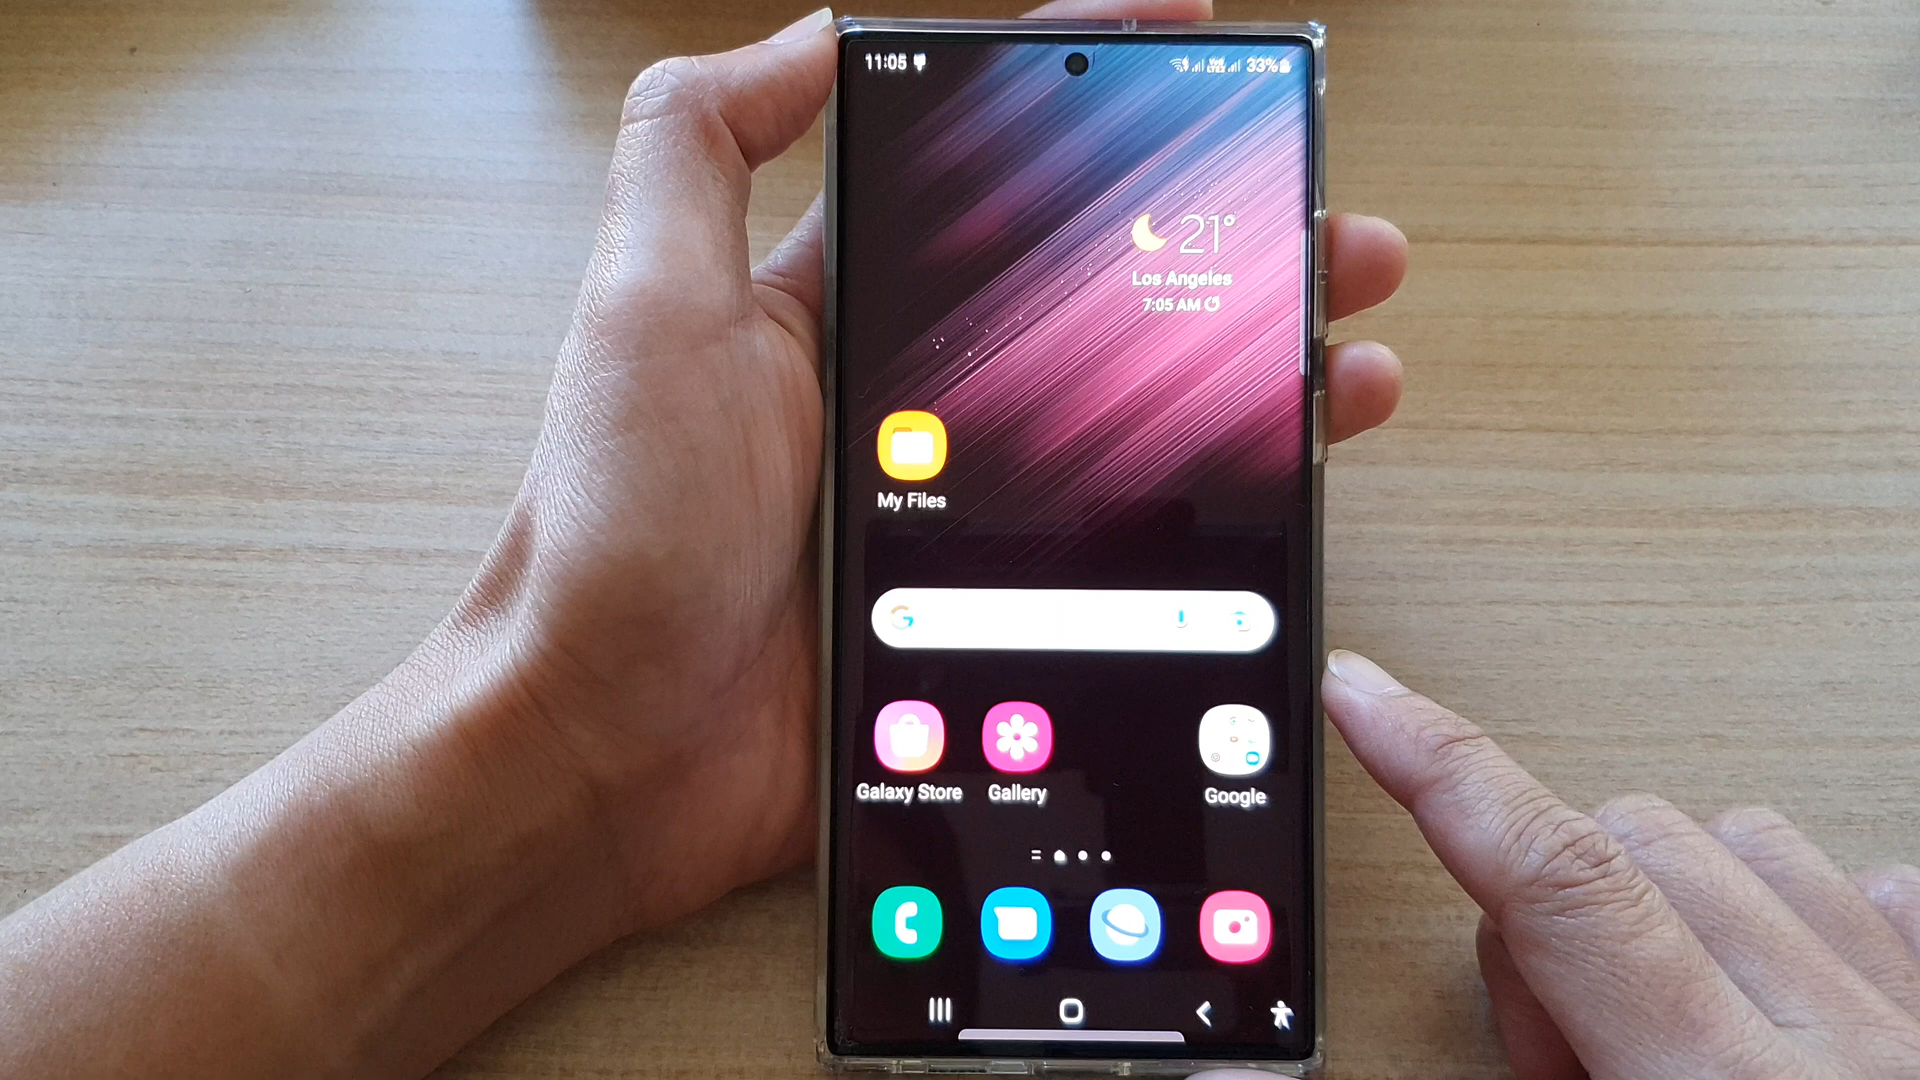 11:05
33%
21°
Los Angeles
7:05 AM
My Files
G
Galaxy Store
Gallery
Google